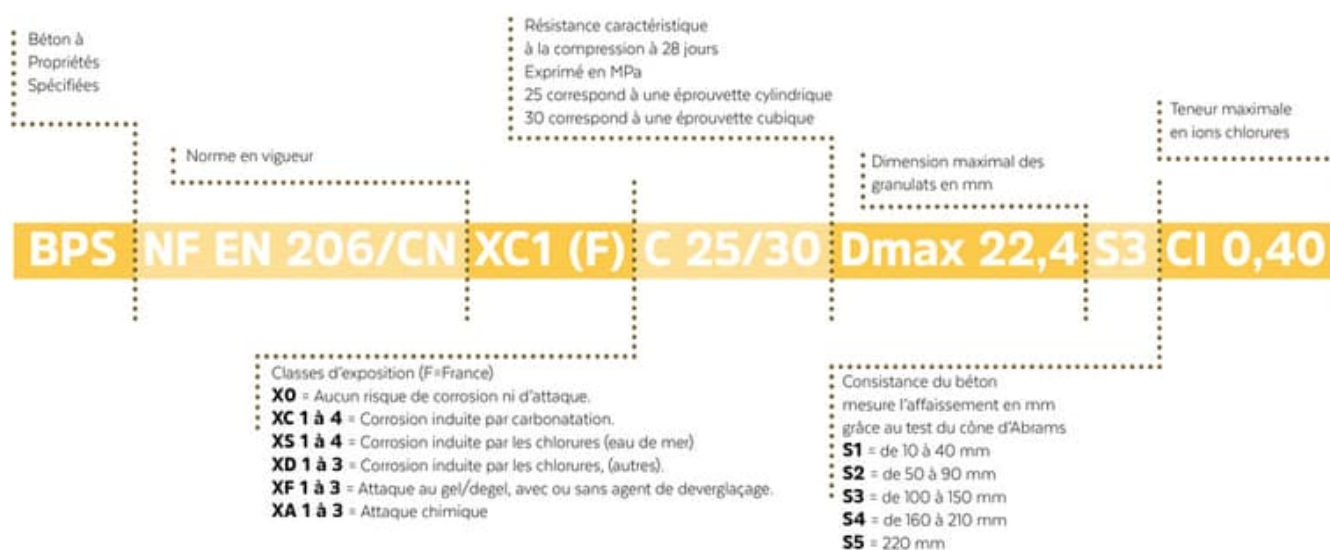 Béton à
Propriétés
Spécifiées
Norme en vigueur
Résistance caractéristique
à la compression à 28 jours
Exprimé en MPa
25 correspond à une éprouvette cylindrique
30 correspond à une éprouvette cubique
Dimension maximal des
granulats en mm
Teneur maximale
en ions chlorures
BPS NF EN 206/CN XC1 (F) C 25/30 Dmax 22,4 S3 Cl 0,40
Classes d'exposition (F=France)
X0 = Aucun risque de corrosion ni d'attaque.
XC 1 à 4 = Corrosion induite par carbonatation.
XS 1 à 4 = Corrosion induite par les chlorures (eau de mer)
XD 1 à 3 = Corrosion induite par les chlorures, (autres).
XF 1 à 3 = Attaque au gel/degel, avec ou sans agent de deverglaçage.
XA 1 à 3 = Attaque chimique
Consistance du béton
mesure l'affaissement en mm
grâce au test du cône d'Abrams
S1 = de 10 à 40 mm
S2 = de 50 à 90 mm
S3 = de 100 à 150 mm
S4 = de 160 à 210 mm
S5 = 220 mm